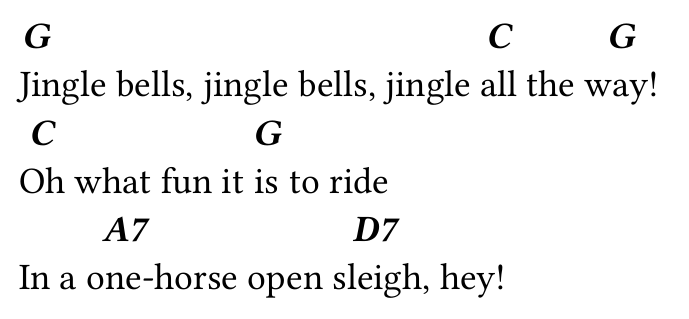 G C G
Jingle bells, jingle bells, jingle all the way!
C G
Oh what fun it is to ride
A7 D7
In a one-horse open sleigh, hey!